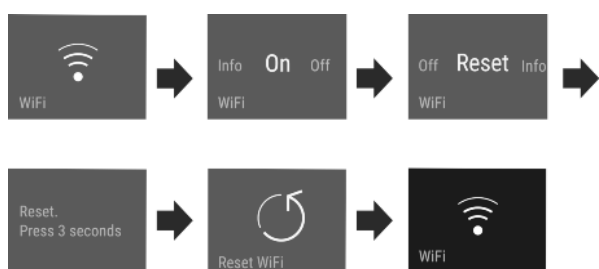 WiFi
Info On Off
WiFi
Off Reset Info
WiFi
Reset.
Press 3 seconds
Reset WiFi
WiFi